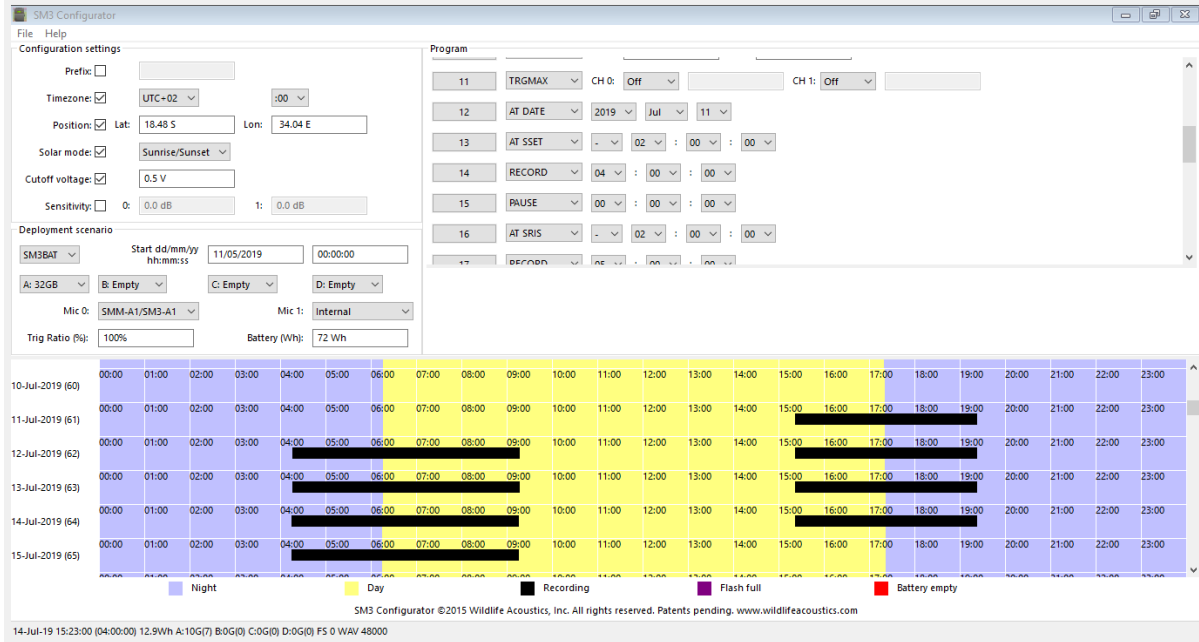 SM3 Configurator
File Help
Configuration settings
Prefix:
Timezone: UTC+02 :00
Position: Lat: 18.48 S Lon: 34.04 E
Solar mode: Sunrise/Sunset
Cutoff voltage: 0.5 V
Sensitivity: 0: 0.0 dB 1: 0.0 dB
Deployment scenario
SM3BAT Start dd/mm/yy hh:mm:ss 11/05/2019 00:00:00
A: 32GB B: Empty C: Empty D: Empty
Mic 0: SMM-A1/SM3-A1 Mic 1: Internal
Trig Ratio (%): 100% Battery (Wh): 72 Wh
Program
11 TRGMAX CH 0: Off CH 1: Off
12 AT DATE 2019 Jul 11
13 AT SSET - 02 : 00 : 00
14 RECORD 04 : 00 : 00
15 PAUSE 00 : 00 : 00
16 AT SRIS - 02 : 00 : 00
17 RECORD 05 : 00 : 00
10-Jul-2019 (60) 00:00 01:00 02:00 03:00 04:00 05:00 06:00 07:00 08:00 09:00 10:00 11:00 12:00 13:00 14:00 15:00 16:00 17:00 18:00 19:00 20:00 21:00 22:00 23:00
11-Jul-2019 (61) 00:00 01:00 02:00 03:00 04:00 05:00 06:00 07:00 08:00 09:00 10:00 11:00 12:00 13:00 14:00 15:00 16:00 17:00 18:00 19:00 20:00 21:00 22:00 23:00
12-Jul-2019 (62) 00:00 01:00 02:00 03:00 04:00 05:00 06:00 07:00 08:00 09:00 10:00 11:00 12:00 13:00 14:00 15:00 16:00 17:00 18:00 19:00 20:00 21:00 22:00 23:00
13-Jul-2019 (63) 00:00 01:00 02:00 03:00 04:00 05:00 06:00 07:00 08:00 09:00 10:00 11:00 12:00 13:00 14:00 15:00 16:00 17:00 18:00 19:00 20:00 21:00 22:00 23:00
14-Jul-2019 (64) 00:00 01:00 02:00 03:00 04:00 05:00 06:00 07:00 08:00 09:00 10:00 11:00 12:00 13:00 14:00 15:00 16:00 17:00 18:00 19:00 20:00 21:00 22:00 23:00
15-Jul-2019 (65) 00:00 01:00 02:00 03:00 04:00 05:00 06:00 07:00 08:00 09:00 10:00 11:00 12:00 13:00 14:00 15:00 16:00 17:00 18:00 19:00 20:00 21:00 22:00 23:00
Night Day Recording Flash full Battery empty
SM3 Configurator ©2015 Wildlife Acoustics, Inc. All rights reserved. Patents pending. www.wildlifeacoustics.com
14-Jul-19 15:23:00 (04:00:00) 12.9Wh A:10G(7) B:0G(0) C:0G(0) D:0G(0) FS 0 WAV 48000